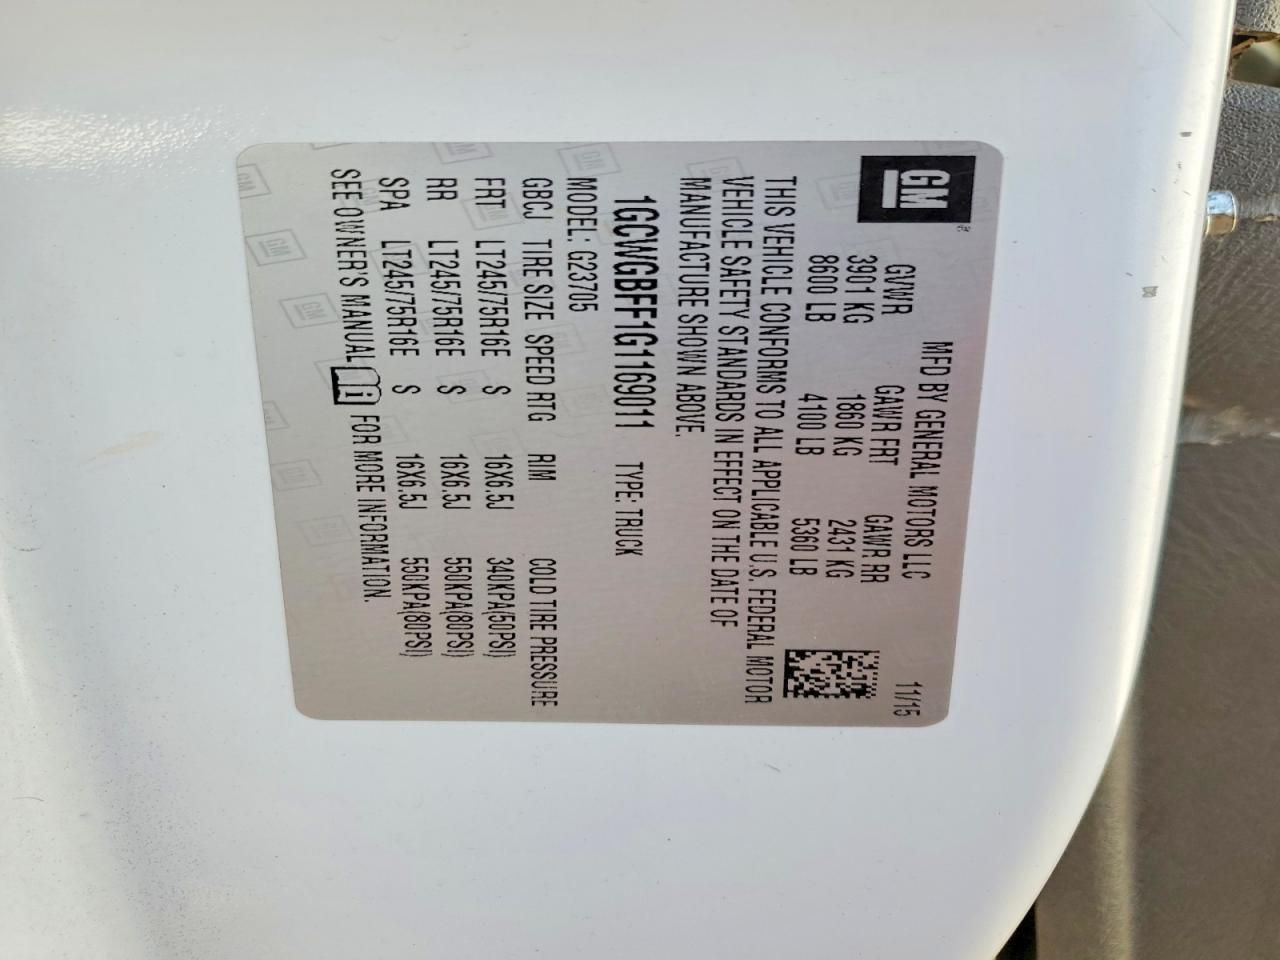 GM
MFD BY GENERAL MOTORS LLC 11/15
GVWR GAWR FRT GAWR RR
3901 KG 1860 KG 2431 KG
8600 LB 4100 LB 5360 LB
THIS VEHICLE CONFORMS TO ALL APPLICABLE U.S. FEDERAL MOTOR
VEHICLE SAFETY STANDARDS IN EFFECT ON THE DATE OF
MANUFACTURE SHOWN ABOVE.
1GCWGBFF1G1169011 TYPE: TRUCK
MODEL: G23705
GBCJ TIRE SIZE SPEED RTG RIM COLD TIRE PRESSURE
FRT LT245/75R16E S 16X6.5J 340KPA(50PSI)
RR LT245/75R16E S 16X6.5J 550KPA(80PSI)
SPA LT245/75R16E S 16X6.5J 550KPA(80PSI)
SEE OWNER'S MANUAL i FOR MORE INFORMATION.